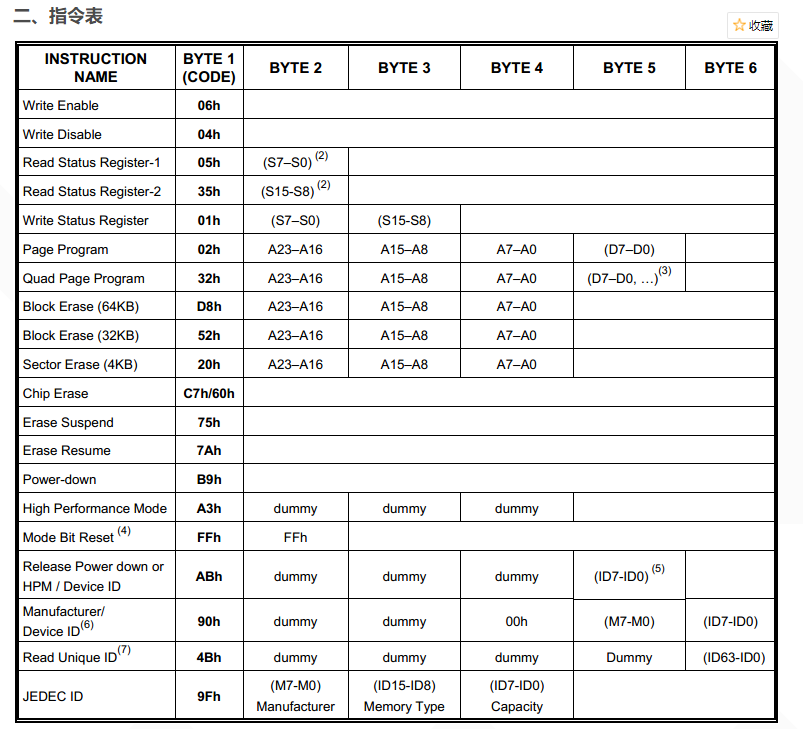 二、指令表
收藏
INSTRUCTION NAME BYTE 1 (CODE) BYTE 2 BYTE 3 BYTE 4 BYTE 5 BYTE 6
Write Enable 06h
Write Disable 04h
Read Status Register-1 05h (S7–S0) (2)
Read Status Register-2 35h (S15-S8) (2)
Write Status Register 01h (S7–S0) (S15-S8)
Page Program 02h A23–A16 A15–A8 A7–A0 (D7–D0)
Quad Page Program 32h A23–A16 A15–A8 A7–A0 (D7–D0, …)(3)
Block Erase (64KB) D8h A23–A16 A15–A8 A7–A0
Block Erase (32KB) 52h A23–A16 A15–A8 A7–A0
Sector Erase (4KB) 20h A23–A16 A15–A8 A7–A0
Chip Erase C7h/60h
Erase Suspend 75h
Erase Resume 7Ah
Power-down B9h
High Performance Mode A3h dummy dummy dummy
Mode Bit Reset (4) FFh FFh
Release Power down or HPM / Device ID ABh dummy dummy dummy (ID7-ID0) (5)
Manufacturer/ Device ID(6) 90h dummy dummy 00h (M7-M0) (ID7-ID0)
Read Unique ID(7) 4Bh dummy dummy dummy Dummy (ID63-ID0)
JEDEC ID 9Fh (M7-M0) Manufacturer (ID15-ID8) Memory Type (ID7-ID0) Capacity